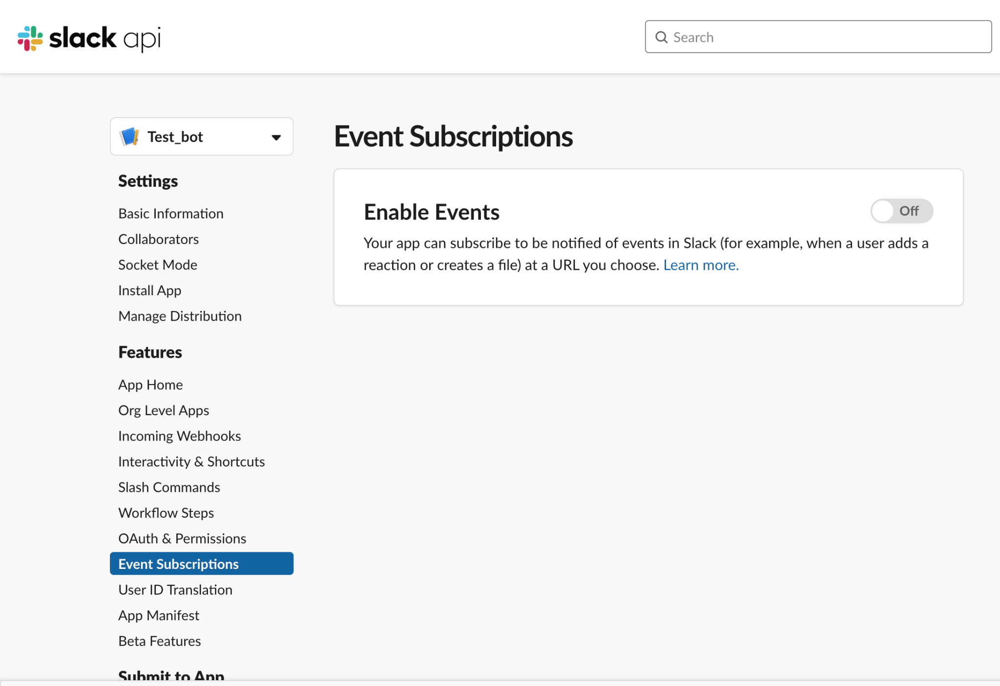 slack api
Search
Test_bot
Settings
Basic Information
Collaborators
Socket Mode
Install App
Manage Distribution
Features
App Home
Org Level Apps
Incoming Webhooks
Interactivity & Shortcuts
Slash Commands
Workflow Steps
OAuth & Permissions
Event Subscriptions
User ID Translation
App Manifest
Beta Features
Submit to App
Event Subscriptions
Enable Events
Off
Your app can subscribe to be notified of events in Slack (for example, when a user adds a
reaction or creates a file) at a URL you choose. Learn more.